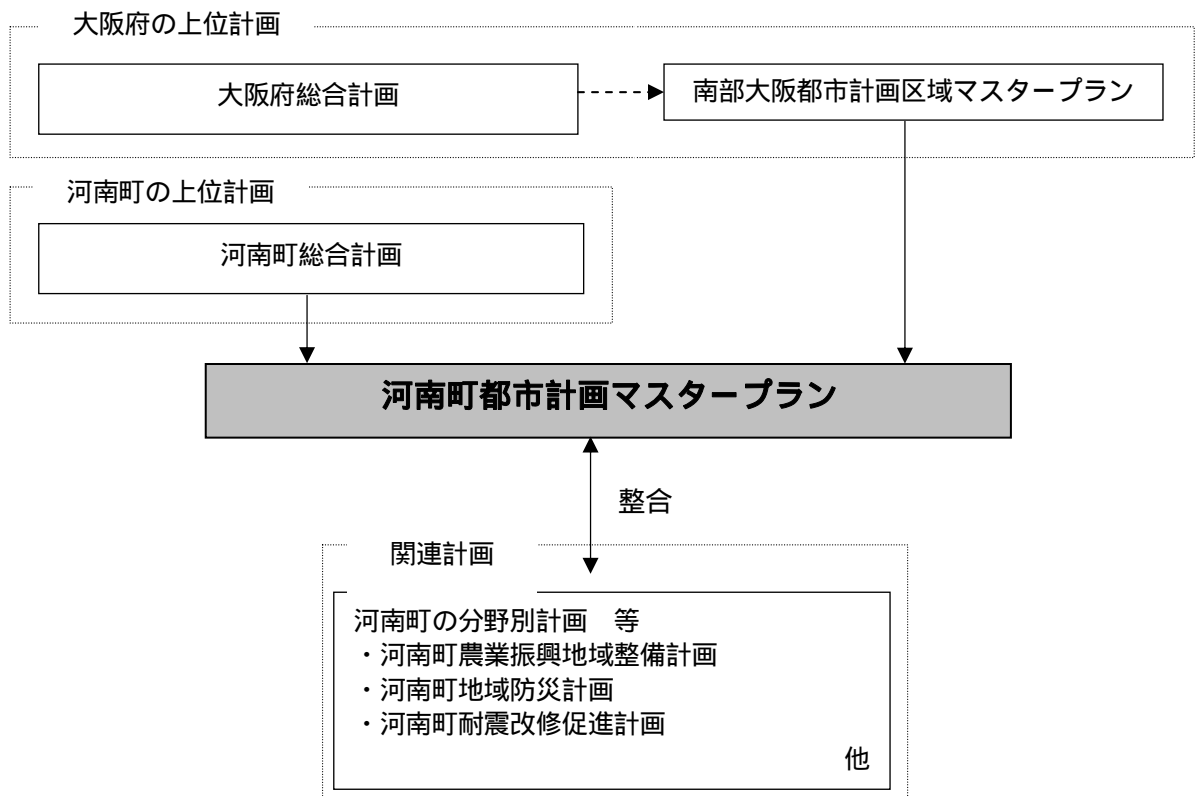 大阪府の上位計画
大阪府総合計画
南部大阪都市計画区域マスタープラン
河南町の上位計画
河南町総合計画
河南町都市計画マスタープラン
整合
関連計画
河南町の分野別計画　等
・河南町農業振興地域整備計画
・河南町地域防災計画
・河南町耐震改修促進計画
他